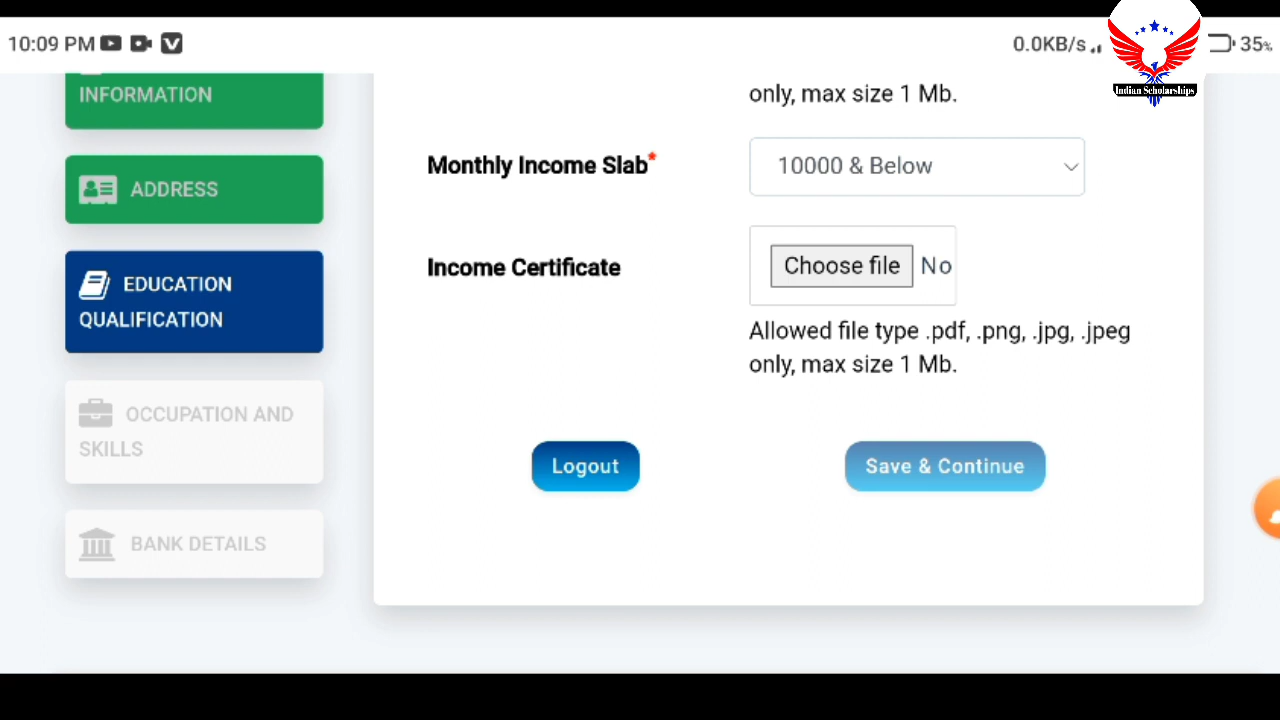 10:09 PM
0.0KB/s
35%
Indian Scholarships
INFORMATION
ADDRESS
EDUCATION
QUALIFICATION
OCCUPATION AND
SKILLS
BANK DETAILS
only, max size 1 Mb.
Monthly Income Slab*
10000 & Below
Income Certificate
Choose file No
Allowed file type .pdf, .png, .jpg, .jpeg
only, max size 1 Mb.
Logout
Save & Continue